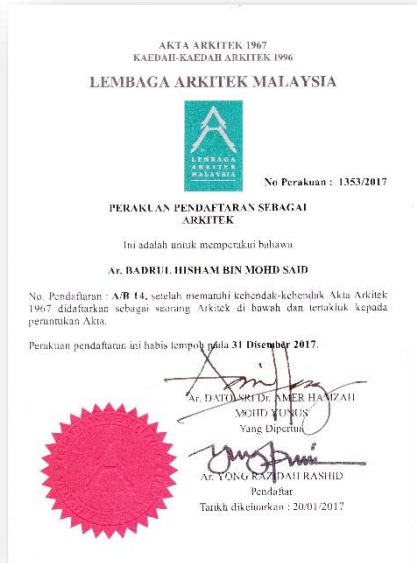 AKTA ARKITEK 1967
KAEDAH-KAEDAH ARKITEK 1996
LEMBAGA ARKITEK MALAYSIA
LEMBAGA
ARKITEK
MALAYSIA
No Perakuan : 1353/2017
PERAKUAN PENDAFTARAN SEBAGAI
ARKITEK
Ini adalah untuk memperakui bahawa
Ar. BADRUL HISHAM BIN MOHD SAID
No. Pendaftaran : A/B 14, setelah mematuhi kehendak-kehendak Akta Arkitek
1967 didaftarkan sebagai seorang Arkitek di bawah dan tertakluk kepada
peruntukan Akta.
Perakuan pendaftaran ini habis tempoh pada 31 Disember 2017.
Ar. DATO' SRI Dr. AMER HAMZAH
MOHD YUNUS
Yang Dipertua
Ar. YONG RAZIDAH RASHID
Pendaftar
Tarikh dikeluarkan : 20/01/2017